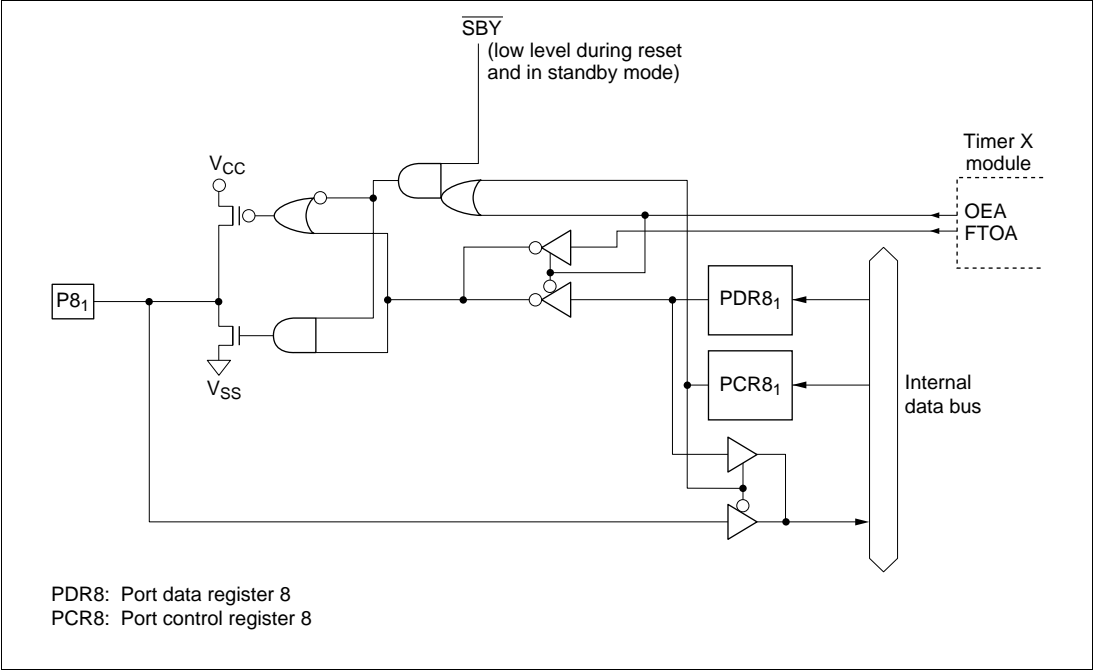 SBY
(low level during reset
and in standby mode)
Timer X
module
VCC
OEA
FTOA
P81
PDR81
PCR81
VSS
Internal
data bus
PDR8: Port data register 8
PCR8: Port control register 8